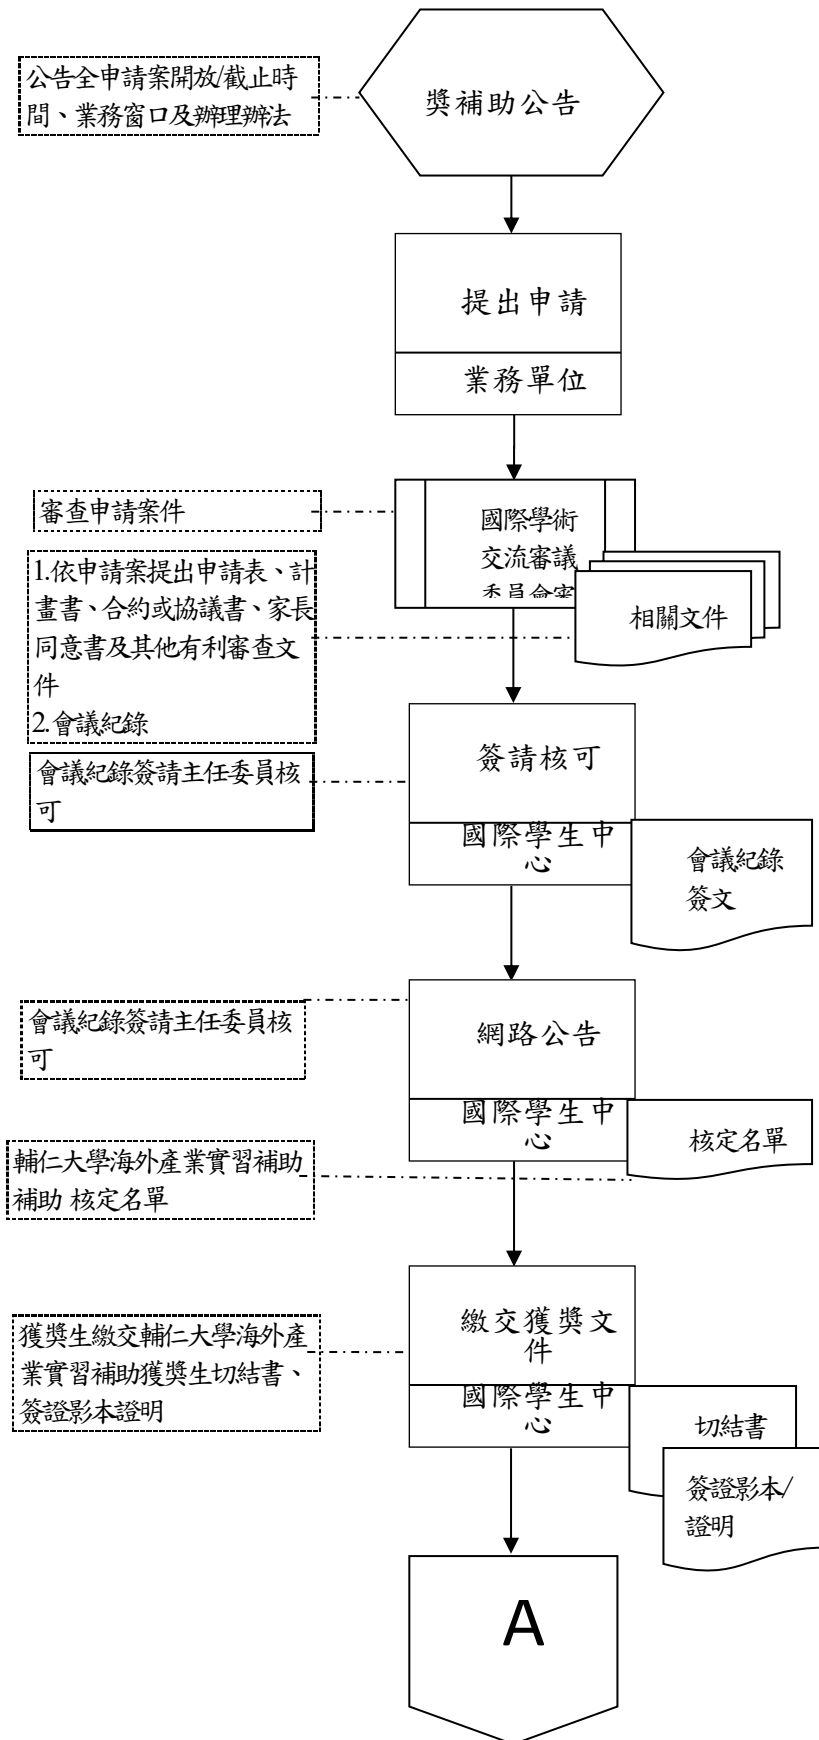 公告全申請案開放/截止時
間、業務窗口及辦理辦法
獎補助公告
提出申請
業務單位
審查申請案件
國際學術
交流審議
委員會審
1.依申請案提出申請表、計
畫書、合約或協議書、家長
同意書及其他有利審查文
件
2.會議紀錄
相關文件
會議紀錄簽請主任委員核
可
簽請核可
國際學生中
心
會議紀錄
簽文
會議紀錄簽請主任委員核
可
網路公告
國際學生中
心
核定名單
輔仁大學海外產業實習補助
補助 核定名單
獲獎生繳交輔仁大學海外產
業實習補助獲獎生切結書、
簽證影本證明
繳交獲獎文
件
國際學生中
心
切結書
簽證影本/
證明
A